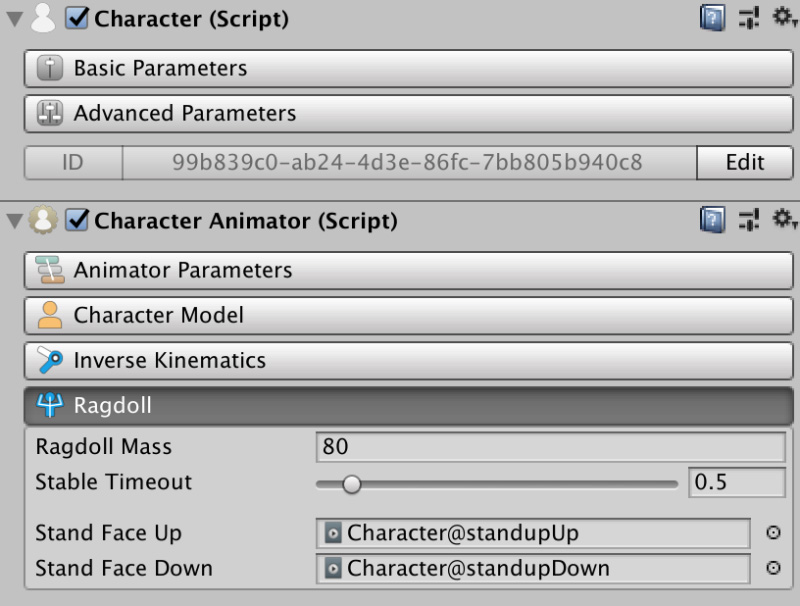 Character (Script)
Basic Parameters
Advanced Parameters
ID 99b839c0-ab24-4d3e-86fc-7bb805b940c8 Edit
Character Animator (Script)
Animator Parameters
Character Model
Inverse Kinematics
Ragdoll
Ragdoll Mass 80
Stable Timeout 0.5
Stand Face Up Character@standupUp
Stand Face Down Character@standupDown